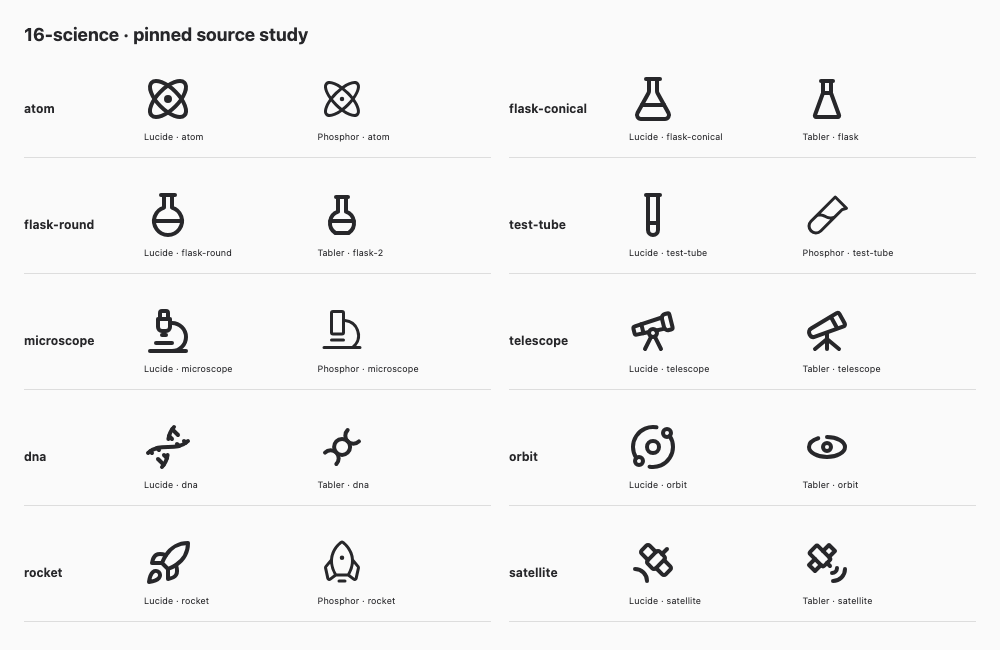 16-science · pinned source study
atom
Lucide · atom
Phosphor · atom
flask-conical
Lucide · flask-conical
Tabler · flask
flask-round
Lucide · flask-round
Tabler · flask-2
test-tube
Lucide · test-tube
Phosphor · test-tube
microscope
Lucide · microscope
Phosphor · microscope
telescope
Lucide · telescope
Tabler · telescope
dna
Lucide · dna
Tabler · dna
orbit
Lucide · orbit
Tabler · orbit
rocket
Lucide · rocket
Phosphor · rocket
satellite
Lucide · satellite
Tabler · satellite